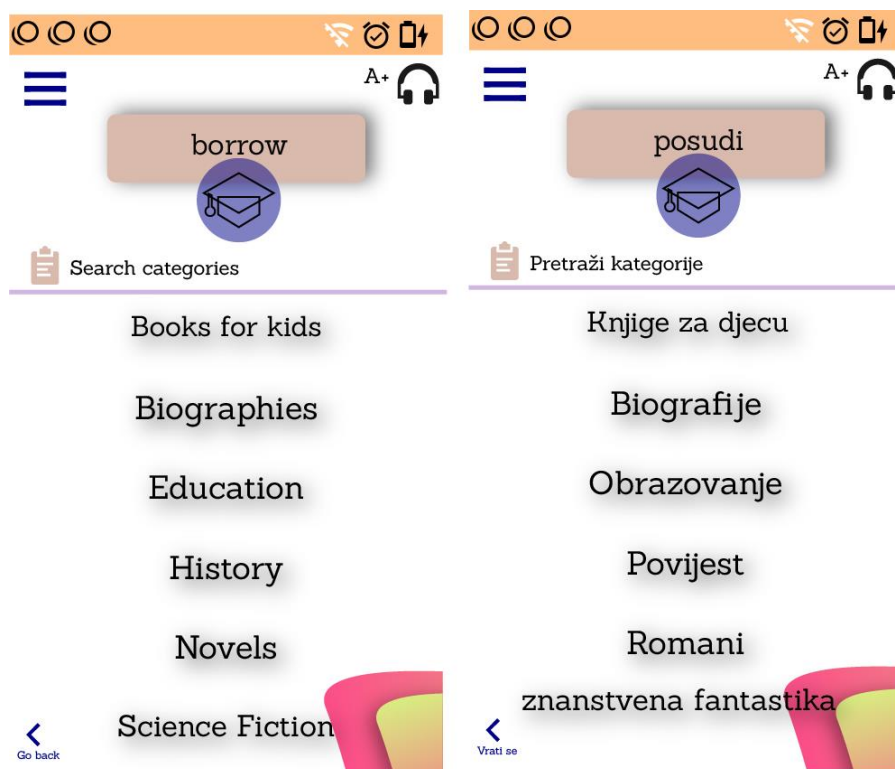 A+
borrow
Search categories
Books for kids
Biographies
Education
History
Novels
Science Fiction
Go back
A+
posudi
Pretraži kategorije
Knjige za djecu
Biografije
Obrazovanje
Povijest
Romani
znanstvena fantastika
Vrati se